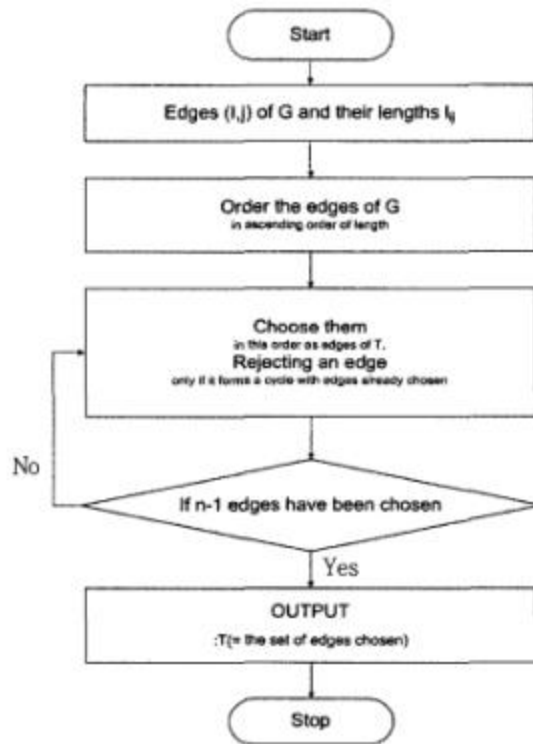 Start
Edges (I,j) of G and their lengths lij
Order the edges of G
in ascending order of length
Choose them
in this order as edges of T.
Rejecting an edge
only if it forms a cycle with edges already chosen
No
If n-1 edges have been chosen
Yes
OUTPUT
:T(= the set of edges chosen)
Stop